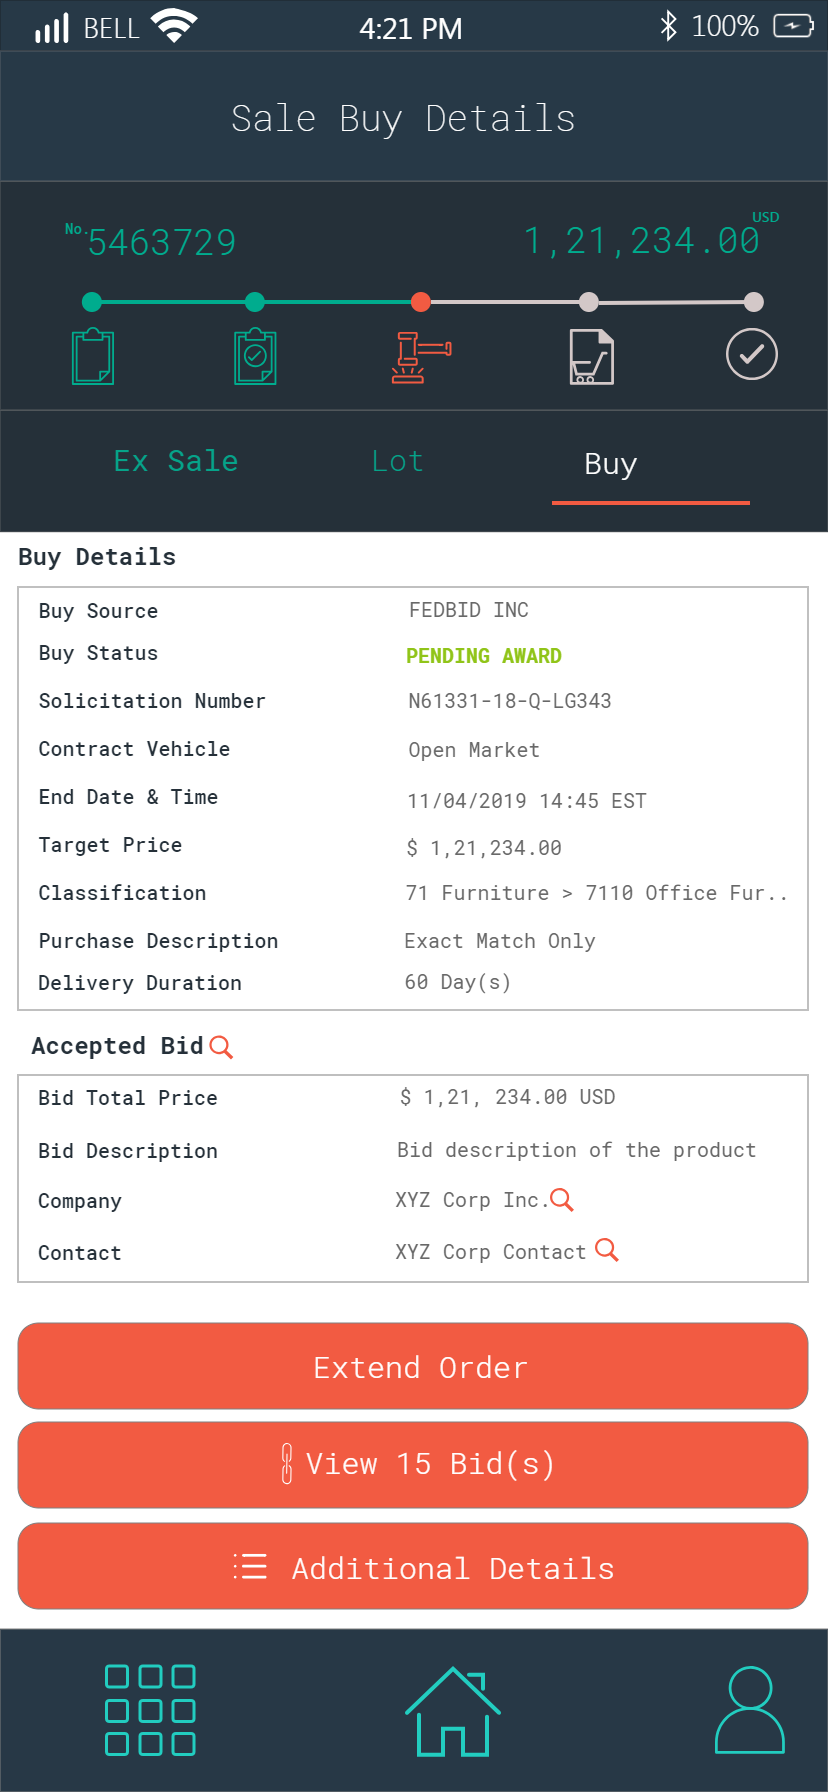 BELL 4:21 PM 100%
Sale Buy Details
No.5463729 1,21,234.00 USD
Ex Sale Lot Buy
Buy Details
Buy Source FEDBID INC
Buy Status PENDING AWARD
Solicitation Number N61331-18-Q-LG343
Contract Vehicle Open Market
End Date & Time 11/04/2019 14:45 EST
Target Price $ 1,21,234.00
Classification 71 Furniture > 7110 Office Fur..
Purchase Description Exact Match Only
Delivery Duration 60 Day(s)
Accepted Bid
Bid Total Price $ 1,21, 234.00 USD
Bid Description Bid description of the product
Company XYZ Corp Inc.
Contact XYZ Corp Contact
Extend Order
View 15 Bid(s)
Additional Details